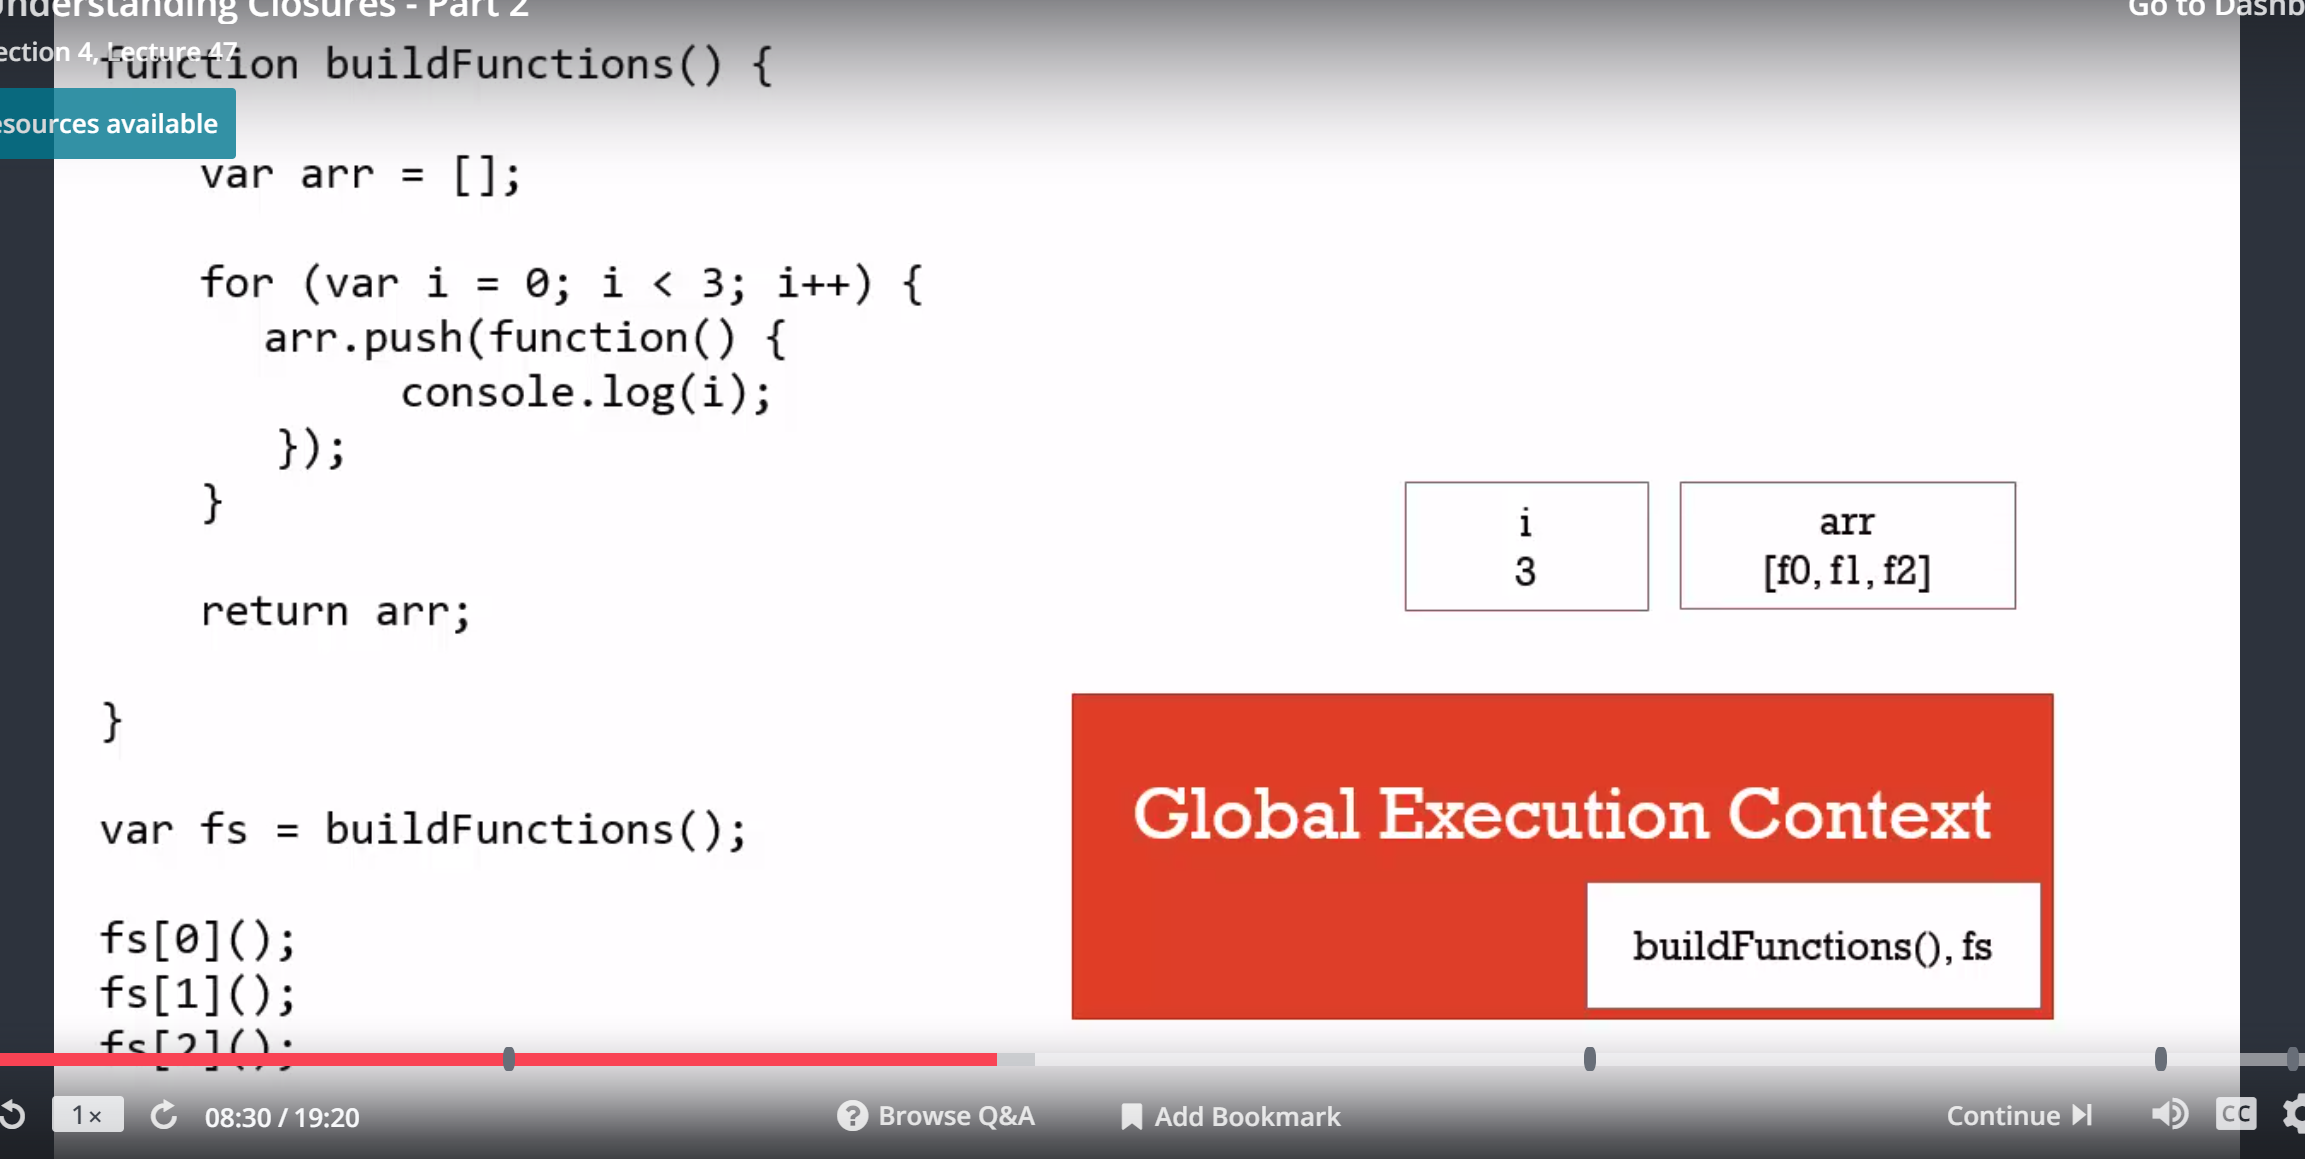 Understanding Closures - Part 2
Go to Dashb
ection 4, Lecture 47
function buildFunctions() {
esources available
var arr = [];
for (var i = 0; i < 3; i++) {
arr.push(function() {
console.log(i);
});
}
return arr;
}
var fs = buildFunctions();
fs[0]();
fs[1]();
fs[2]();
i
3
arr
[f0, f1, f2]
Global Execution Context
buildFunctions(), fs
1×
08:30 / 19:20
? Browse Q&A
Add Bookmark
Continue
CC